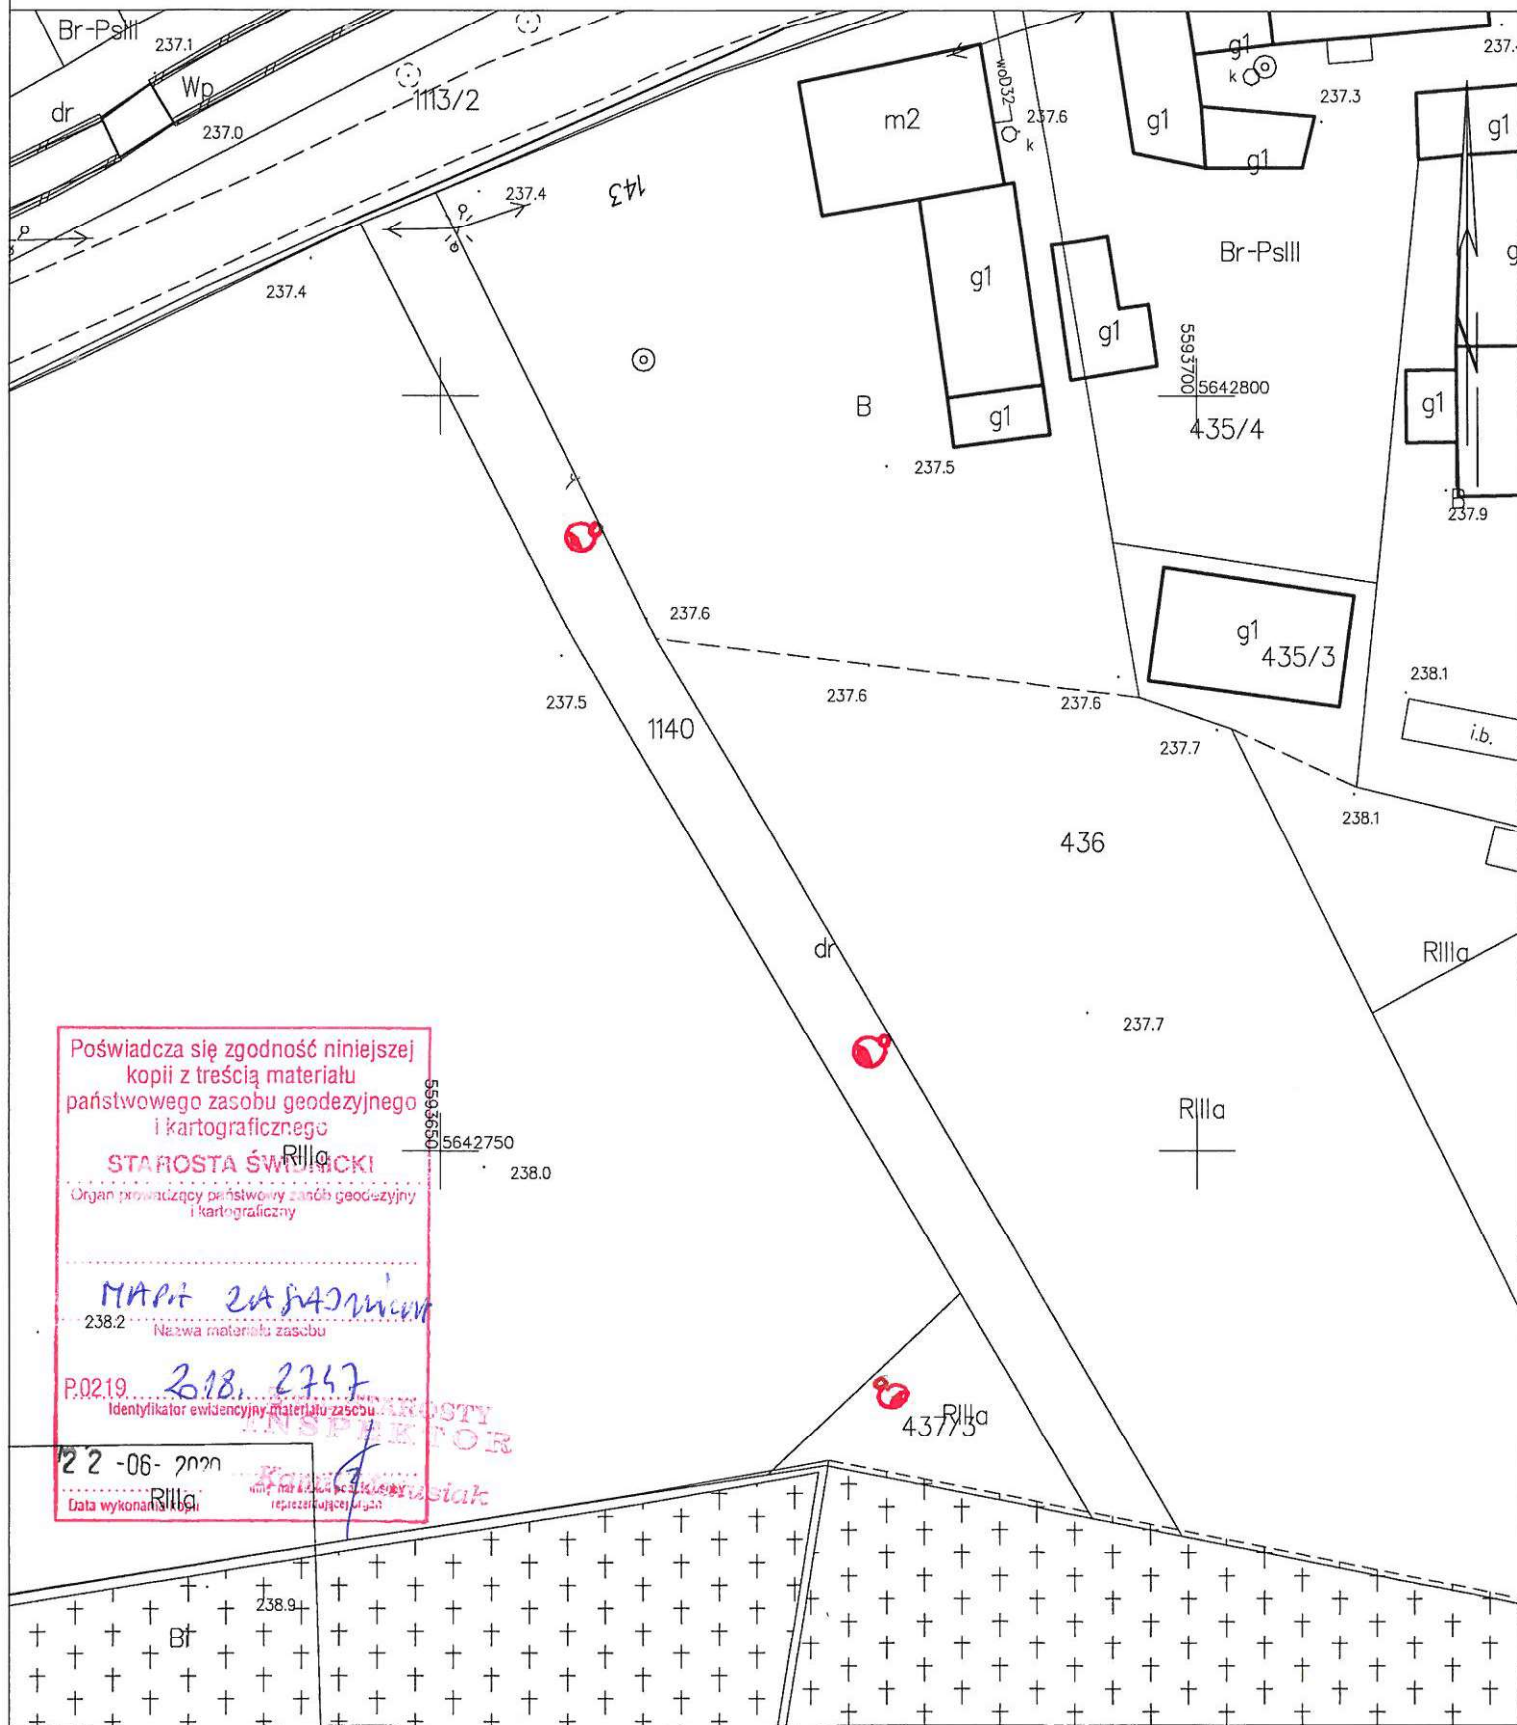 Br-PsIII
237.1
dr
Wp
237.0
1113/2
237.4
143
m2
woD32
237.6
k
g1
k
g1
g1
237.3
g1
237.4
237.4
Br-PsIII
g1
g1
g1
B
5593700
5642800
435/4
g1
237.5
237.9
237.6
g1
435/3
237.5
1140
237.6
237.6
237.7
238.1
i.b.
238.1
436
dr
RIIIa
237.7
RIIIa
Poświadcza się zgodność niniejszej
kopii z treścią materiału
państwowego zasobu geodezyjnego
i kartograficznego
RIIIa
STAROSTA ŚWIDNICKI
Organ prowadzący państwowy zasób geodezyjny
i kartograficzny
5593650
5642750
238.0
MAPA ZASADNICZA
238.2
Nazwa materiału zasobu
P.0219 2018. 2747
Identyfikator ewidencyjny materiału zasobu
STAROSTY
INSPEKTOR
22 -06- 2020
Data wykonania kopii
RIIIa
RIIIa
437/3
238.9